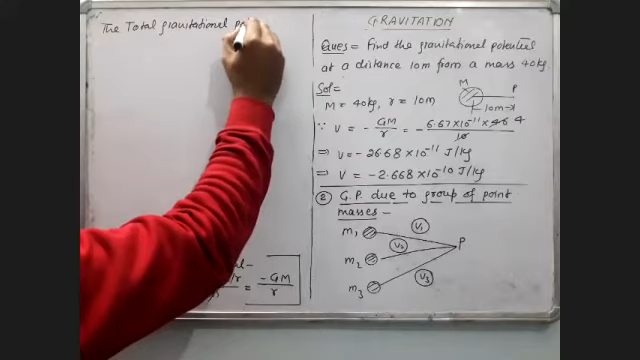 The Total gravitational
GRAVITATION
Ques = Find the gravitational potential
at a distance 10m from a mass 40kg
Sol=
M = 40kg, r = 10m
M
P
10m→
∵ V = - GM/r = - 6.67×10⁻¹¹×40 4/10
⇒ V = -26.68 ×10⁻¹¹ J/kg
⇒ V = -2.668 ×10⁻¹⁰ J/kg
② G.P. due to group of point
masses -
m₁
V₁
V₂
P
m₂
V₃
m₃
= -GM/r